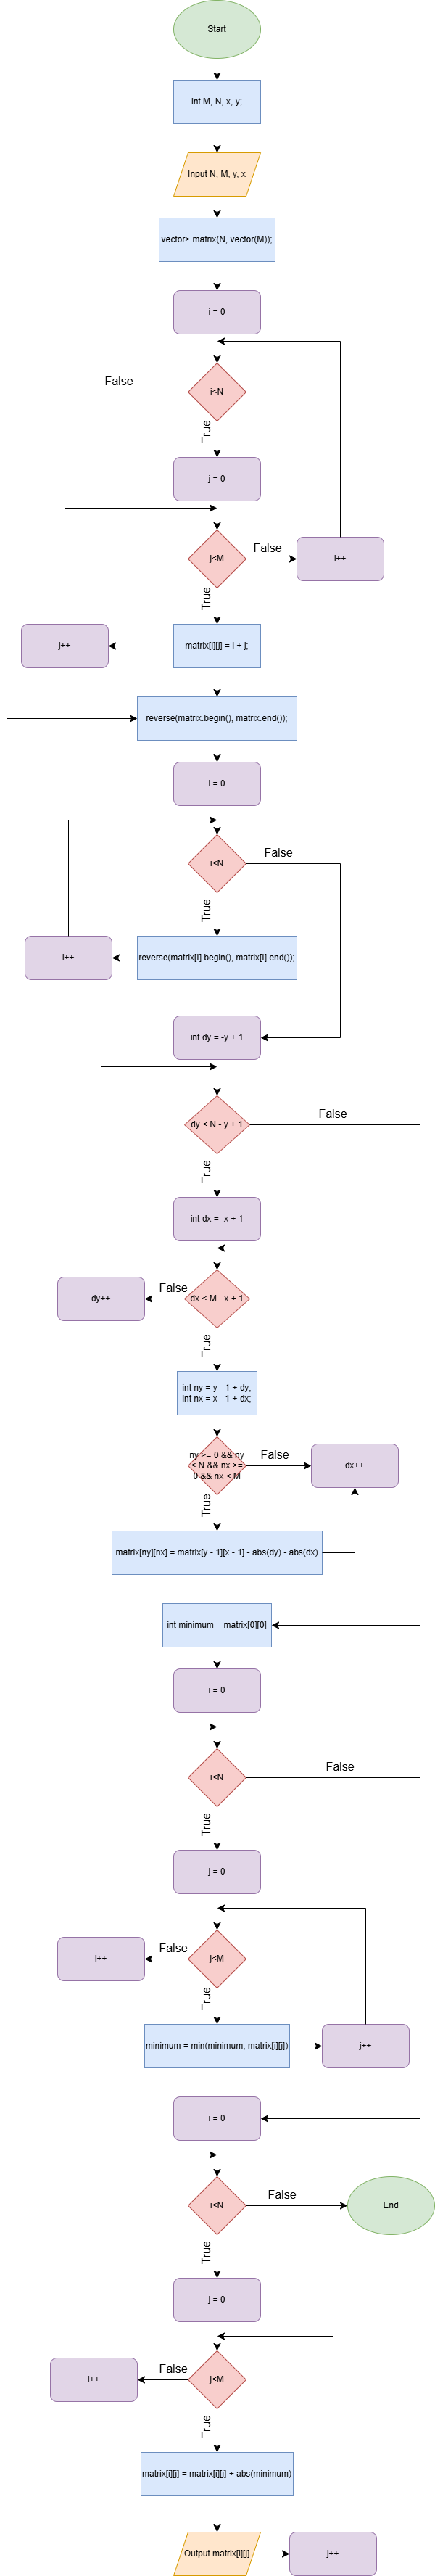 Start
int M, N, x, y;
Input N, M, y, x
vector> matrix(N, vector(M));
i = 0
False
i<N
True
j = 0
j<M
False
i++
True
j++
matrix[i][j] = i + j;
reverse(matrix.begin(), matrix.end());
i = 0
i<N
False
True
i++
reverse(matrix[I].begin(), matrix[I].end());
int dy = -y + 1
dy < N - y + 1
False
True
int dx = -x + 1
dy++
False
dx < M - x + 1
True
int ny = y - 1 + dy;
int nx = x - 1 + dx;
ny >= 0 && ny
< N && nx >=
0 && nx < M
False
dx++
True
matrix[ny][nx] = matrix[y - 1][x - 1] - abs(dy) - abs(dx)
int minimum = matrix[0][0]
i = 0
i<N
False
True
j = 0
i++
False
j<M
True
minimum = min(minimum, matrix[i][j])
j++
i = 0
i<N
False
End
True
j = 0
i++
False
j<M
True
matrix[i][j] = matrix[i][j] + abs(minimum)
Output matrix[i][j]
j++